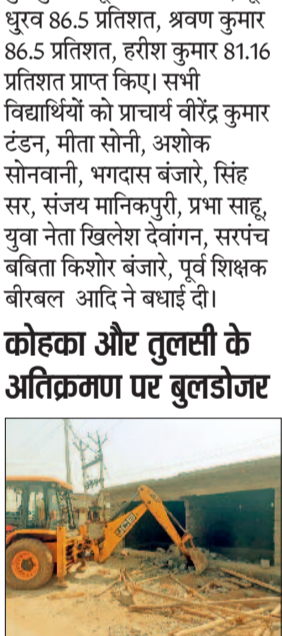 धुरव 86.5 प्रतिशत, श्रवण कुमार
86.5 प्रतिशत, हरीश कुमार 81.16
प्रतिशत प्राप्त किए। सभी
विद्यार्थियों को प्राचार्य वीरेंद्र कुमार
टंडन, मीता सोनी, अशोक
सोनवानी, भगदास बंजारे, सिंह
सर, संजय मानिकपुरी, प्रभा साहू,
युवा नेता खिलेश देवांगन, सरपंच
बबिता किशोर बंजारे, पूर्व शिक्षक
बीरबल आदि ने बधाई दी।
कोहका और तुलसी के
अतिक्रमण पर बुलडोजर
JCB